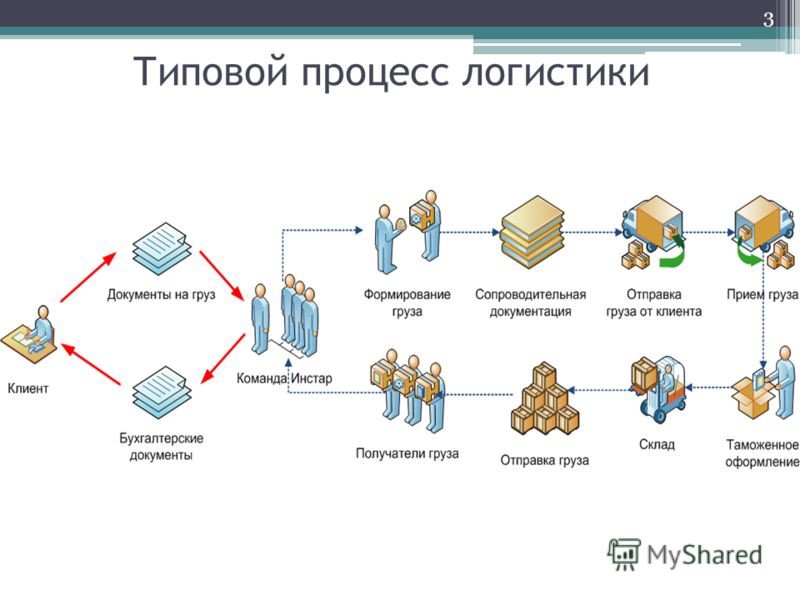 3
Типовой процесс логистики
Документы на груз
Формирование
груза
Сопроводительная
документация
Отправка
груза от клиента
Прием груза
Клиент
Команда Инстар
Бухгалтерские
документы
Получатели груза
Отправка груза
Склад
Таможенное
оформление
MyShared